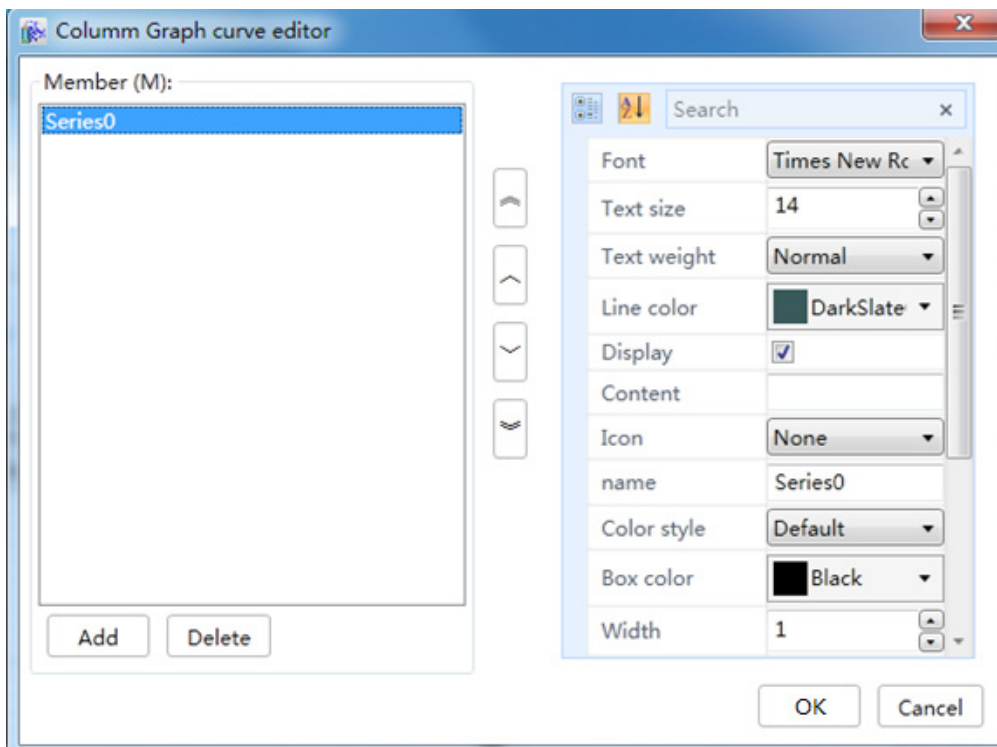 Columm Graph curve editor
Member (M):
Series0
Add Delete
Search
Font Times New Ro
Text size 14
Text weight Normal
Line color DarkSlate
Display
Content
Icon None
name Series0
Color style Default
Box color Black
Width 1
OK Cancel